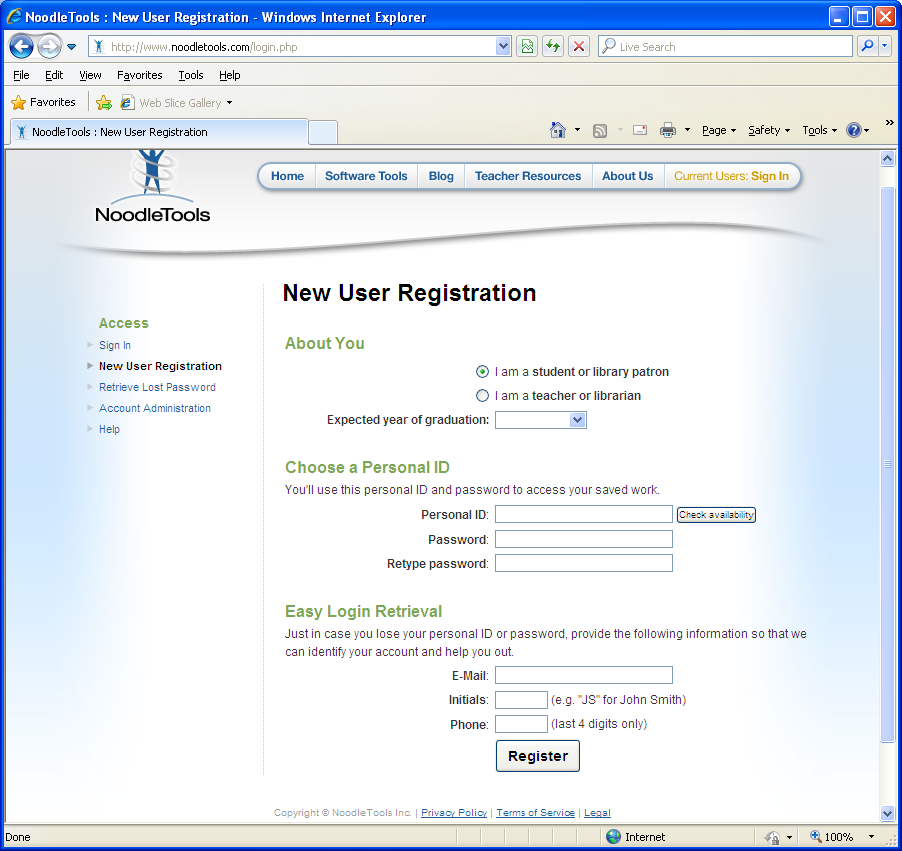 NoodleTools : New User Registration - Windows Internet Explorer
http://www.noodletools.com/login.php
Live Search
File Edit View Favorites Tools Help
Favorites Web Slice Gallery
NoodleTools : New User Registration
Page Safety Tools
NoodleTools
Home Software Tools Blog Teacher Resources About Us Current Users: Sign In
New User Registration
Access
Sign In
New User Registration
Retrieve Lost Password
Account Administration
Help
About You
I am a student or library patron
I am a teacher or librarian
Expected year of graduation:
Choose a Personal ID
You'll use this personal ID and password to access your saved work.
Personal ID: Check availability
Password:
Retype password:
Easy Login Retrieval
Just in case you lose your personal ID or password, provide the following information so that we
can identify your account and help you out.
E-Mail:
Initials: (e.g. "JS" for John Smith)
Phone: (last 4 digits only)
Register
Copyright © NoodleTools Inc. | Privacy Policy | Terms of Service | Legal
Done Internet 100%